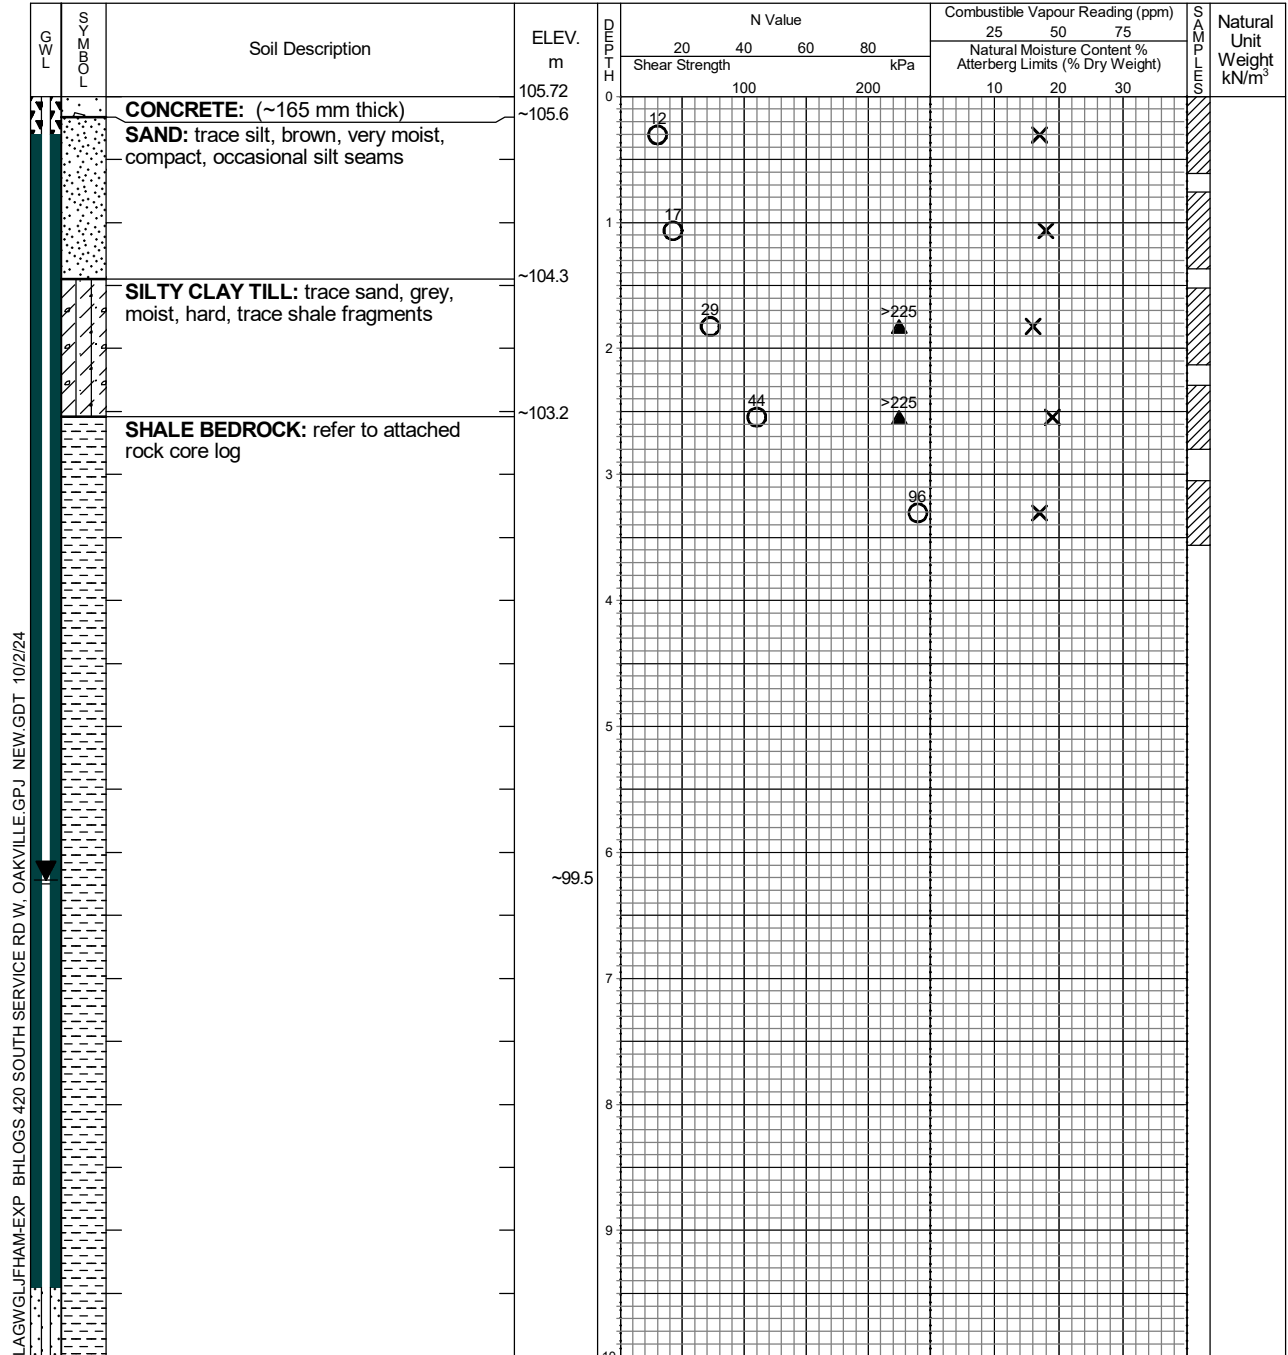 GWL
SYMBOL
Soil Description
ELEV.
m
DEPTH
N Value
20 40 60 80
Shear Strength kPa
100 200
Combustible Vapour Reading (ppm)
25 50 75
Natural Moisture Content %
Atterberg Limits (% Dry Weight)
10 20 30
SAMPLES
Natural
Unit
Weight
kN/m³
105.72
0
CONCRETE: (~165 mm thick)
~105.6
SAND: trace silt, brown, very moist,
compact, occasional silt seams
12
17
1
~104.3
SILTY CLAY TILL: trace sand, grey,
moist, hard, trace shale fragments
29
>225
2
44
>225
~103.2
SHALE BEDROCK: refer to attached
rock core log
3
96
4
5
6
~99.5
7
8
9
10
LAGWGLJFHAM-EXP BHLOGS 420 SOUTH SERVICE RD W, OAKVILLE.GPJ NEW.GDT 10/2/24